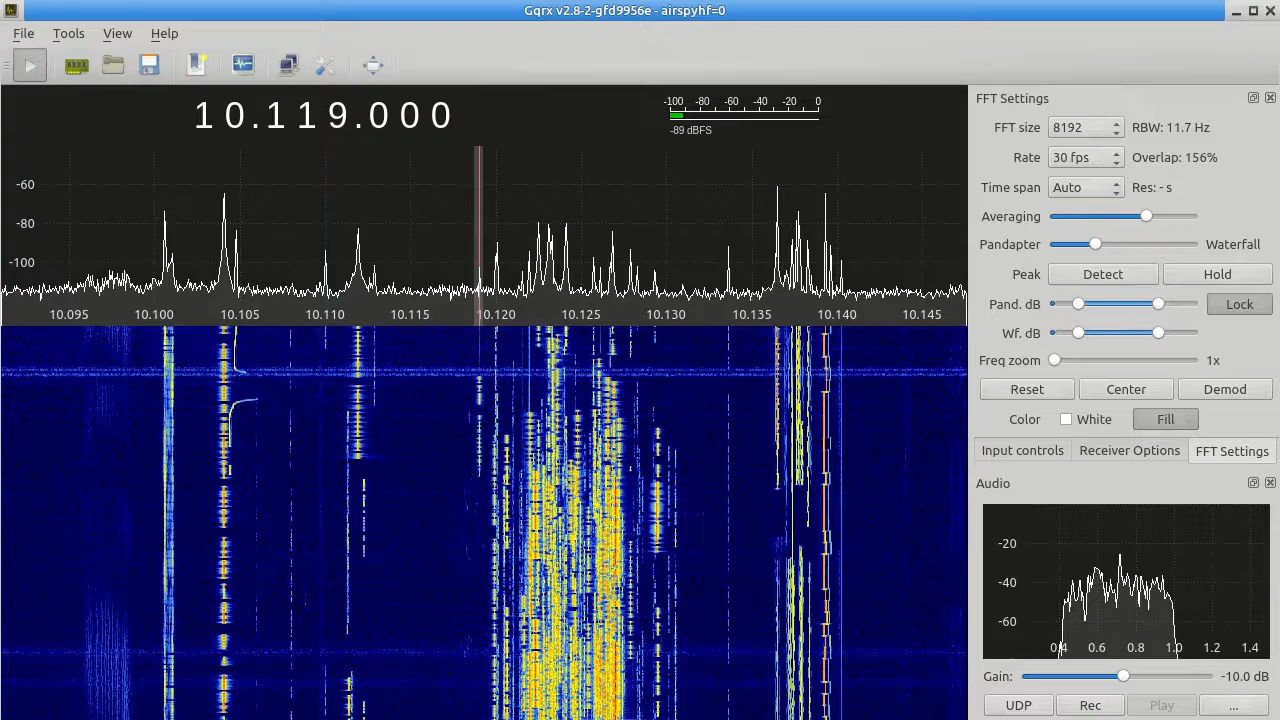 Gqrx v2.8-2-gfd9956e - airspyhf=0
File Tools View Help
10.119.000
-100 -80 -60 -40 -20 0
-89 dBFS
-60
-80
-100
10.095 10.100 10.105 10.110 10.115 10.120 10.125 10.130 10.135 10.140 10.145
FFT Settings
FFT size 8192 RBW: 11.7 Hz
Rate 30 fps Overlap: 156%
Time span Auto Res: - s
Averaging
Pandapter Waterfall
Peak Detect Hold
Pand. dB Lock
Wf. dB
Freq zoom 1x
Reset Center Demod
Color White Fill
Input controls Receiver Options FFT Settings
Audio
-20
-40
-60
0.4 0.6 0.8 1.0 1.2 1.4
Gain: -10.0 dB
UDP Rec Play ...